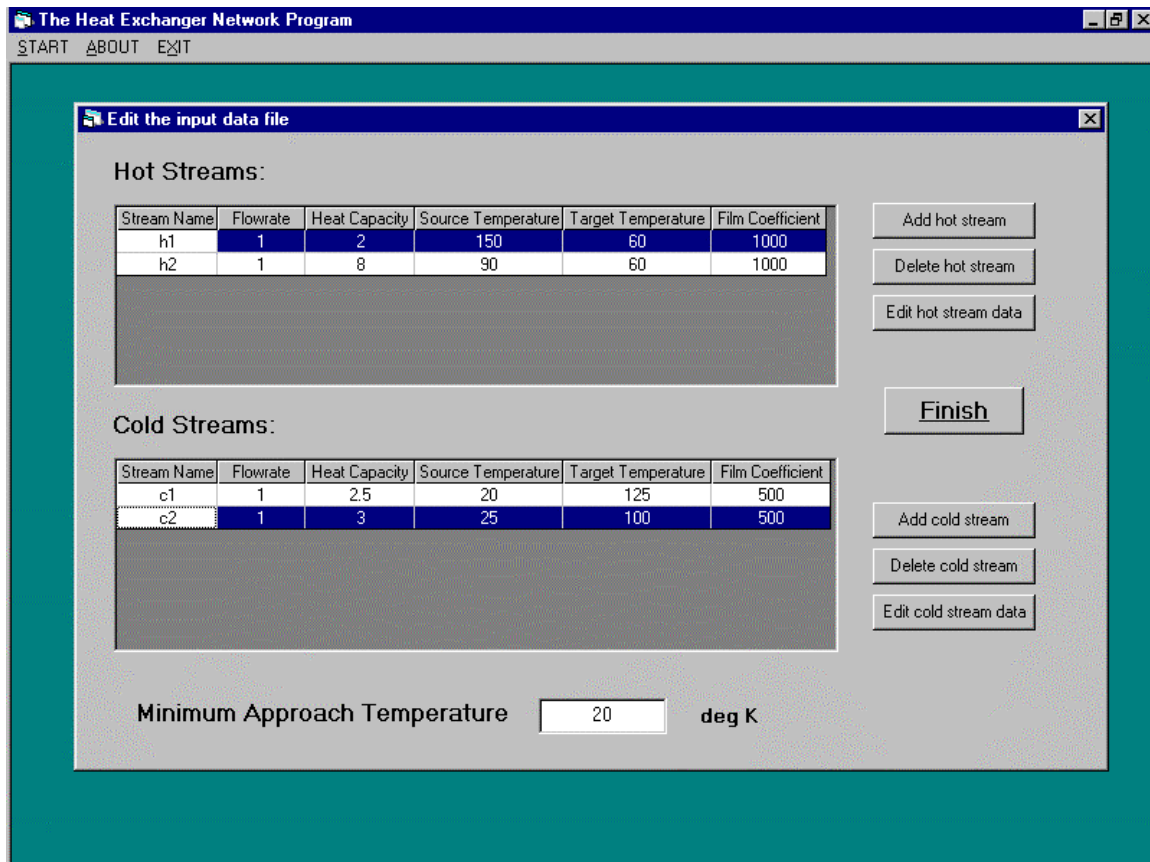 The Heat Exchanger Network Program
START ABOUT EXIT
Edit the input data file
Hot Streams:
Stream Name Flowrate Heat Capacity Source Temperature Target Temperature Film Coefficient
h1 1 2 150 60 1000
h2 1 8 90 60 1000
Add hot stream
Delete hot stream
Edit hot stream data
Finish
Cold Streams:
Stream Name Flowrate Heat Capacity Source Temperature Target Temperature Film Coefficient
c1 1 2.5 20 125 500
c2 1 3 25 100 500
Add cold stream
Delete cold stream
Edit cold stream data
Minimum Approach Temperature 20 deg K